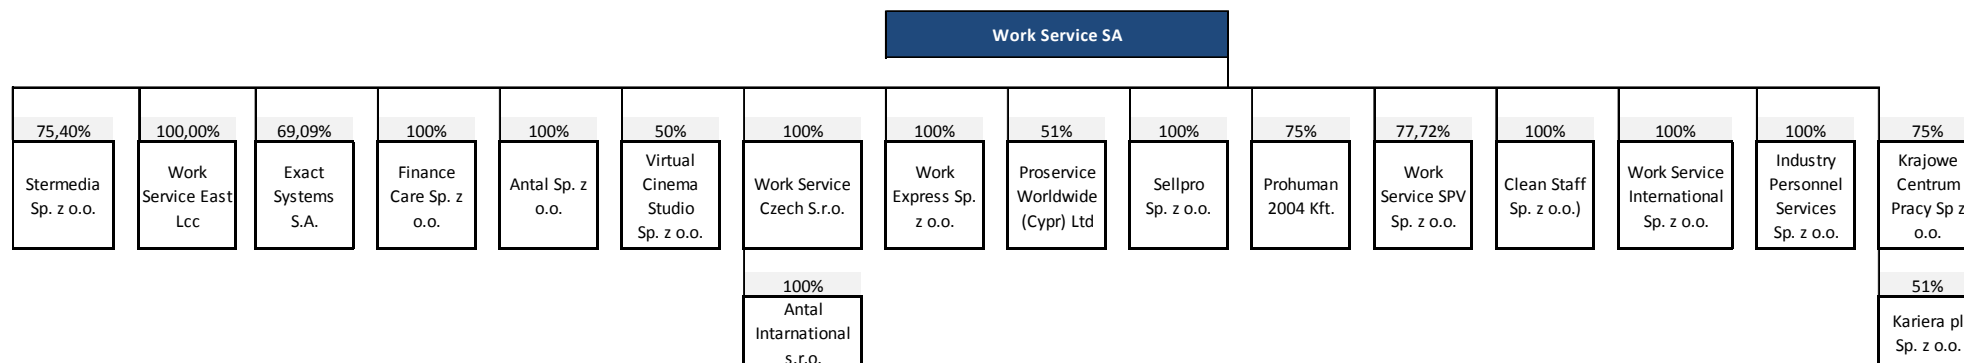 Work Service SA
75,40%
Stermedia
Sp. z o.o.
100,00%
Work
Service East
Lcc
69,09%
Exact
Systems
S.A.
100%
Finance
Care Sp. z
o.o.
100%
Antal Sp. z
o.o.
50%
Virtual
Cinema
Studio
Sp. z o.o.
100%
Work Service
Czech S.r.o.
100%
Antal
Intarnational
s.r.o.
100%
Work
Express Sp.
z o.o.
51%
Proservice
Worldwide
(Cypr) Ltd
100%
Sellpro
Sp. z o.o.
75%
Prohuman
2004 Kft.
77,72%
Work
Service SPV
Sp. z o.o.
100%
Clean Staff
Sp. z o.o.)
100%
Work Service
International
Sp. z o.o.
100%
Industry
Personnel
Services
Sp. z o.o.
75%
Krajowe
Centrum
Pracy Sp z
o.o.
51%
Kariera pl
Sp. z o.o.